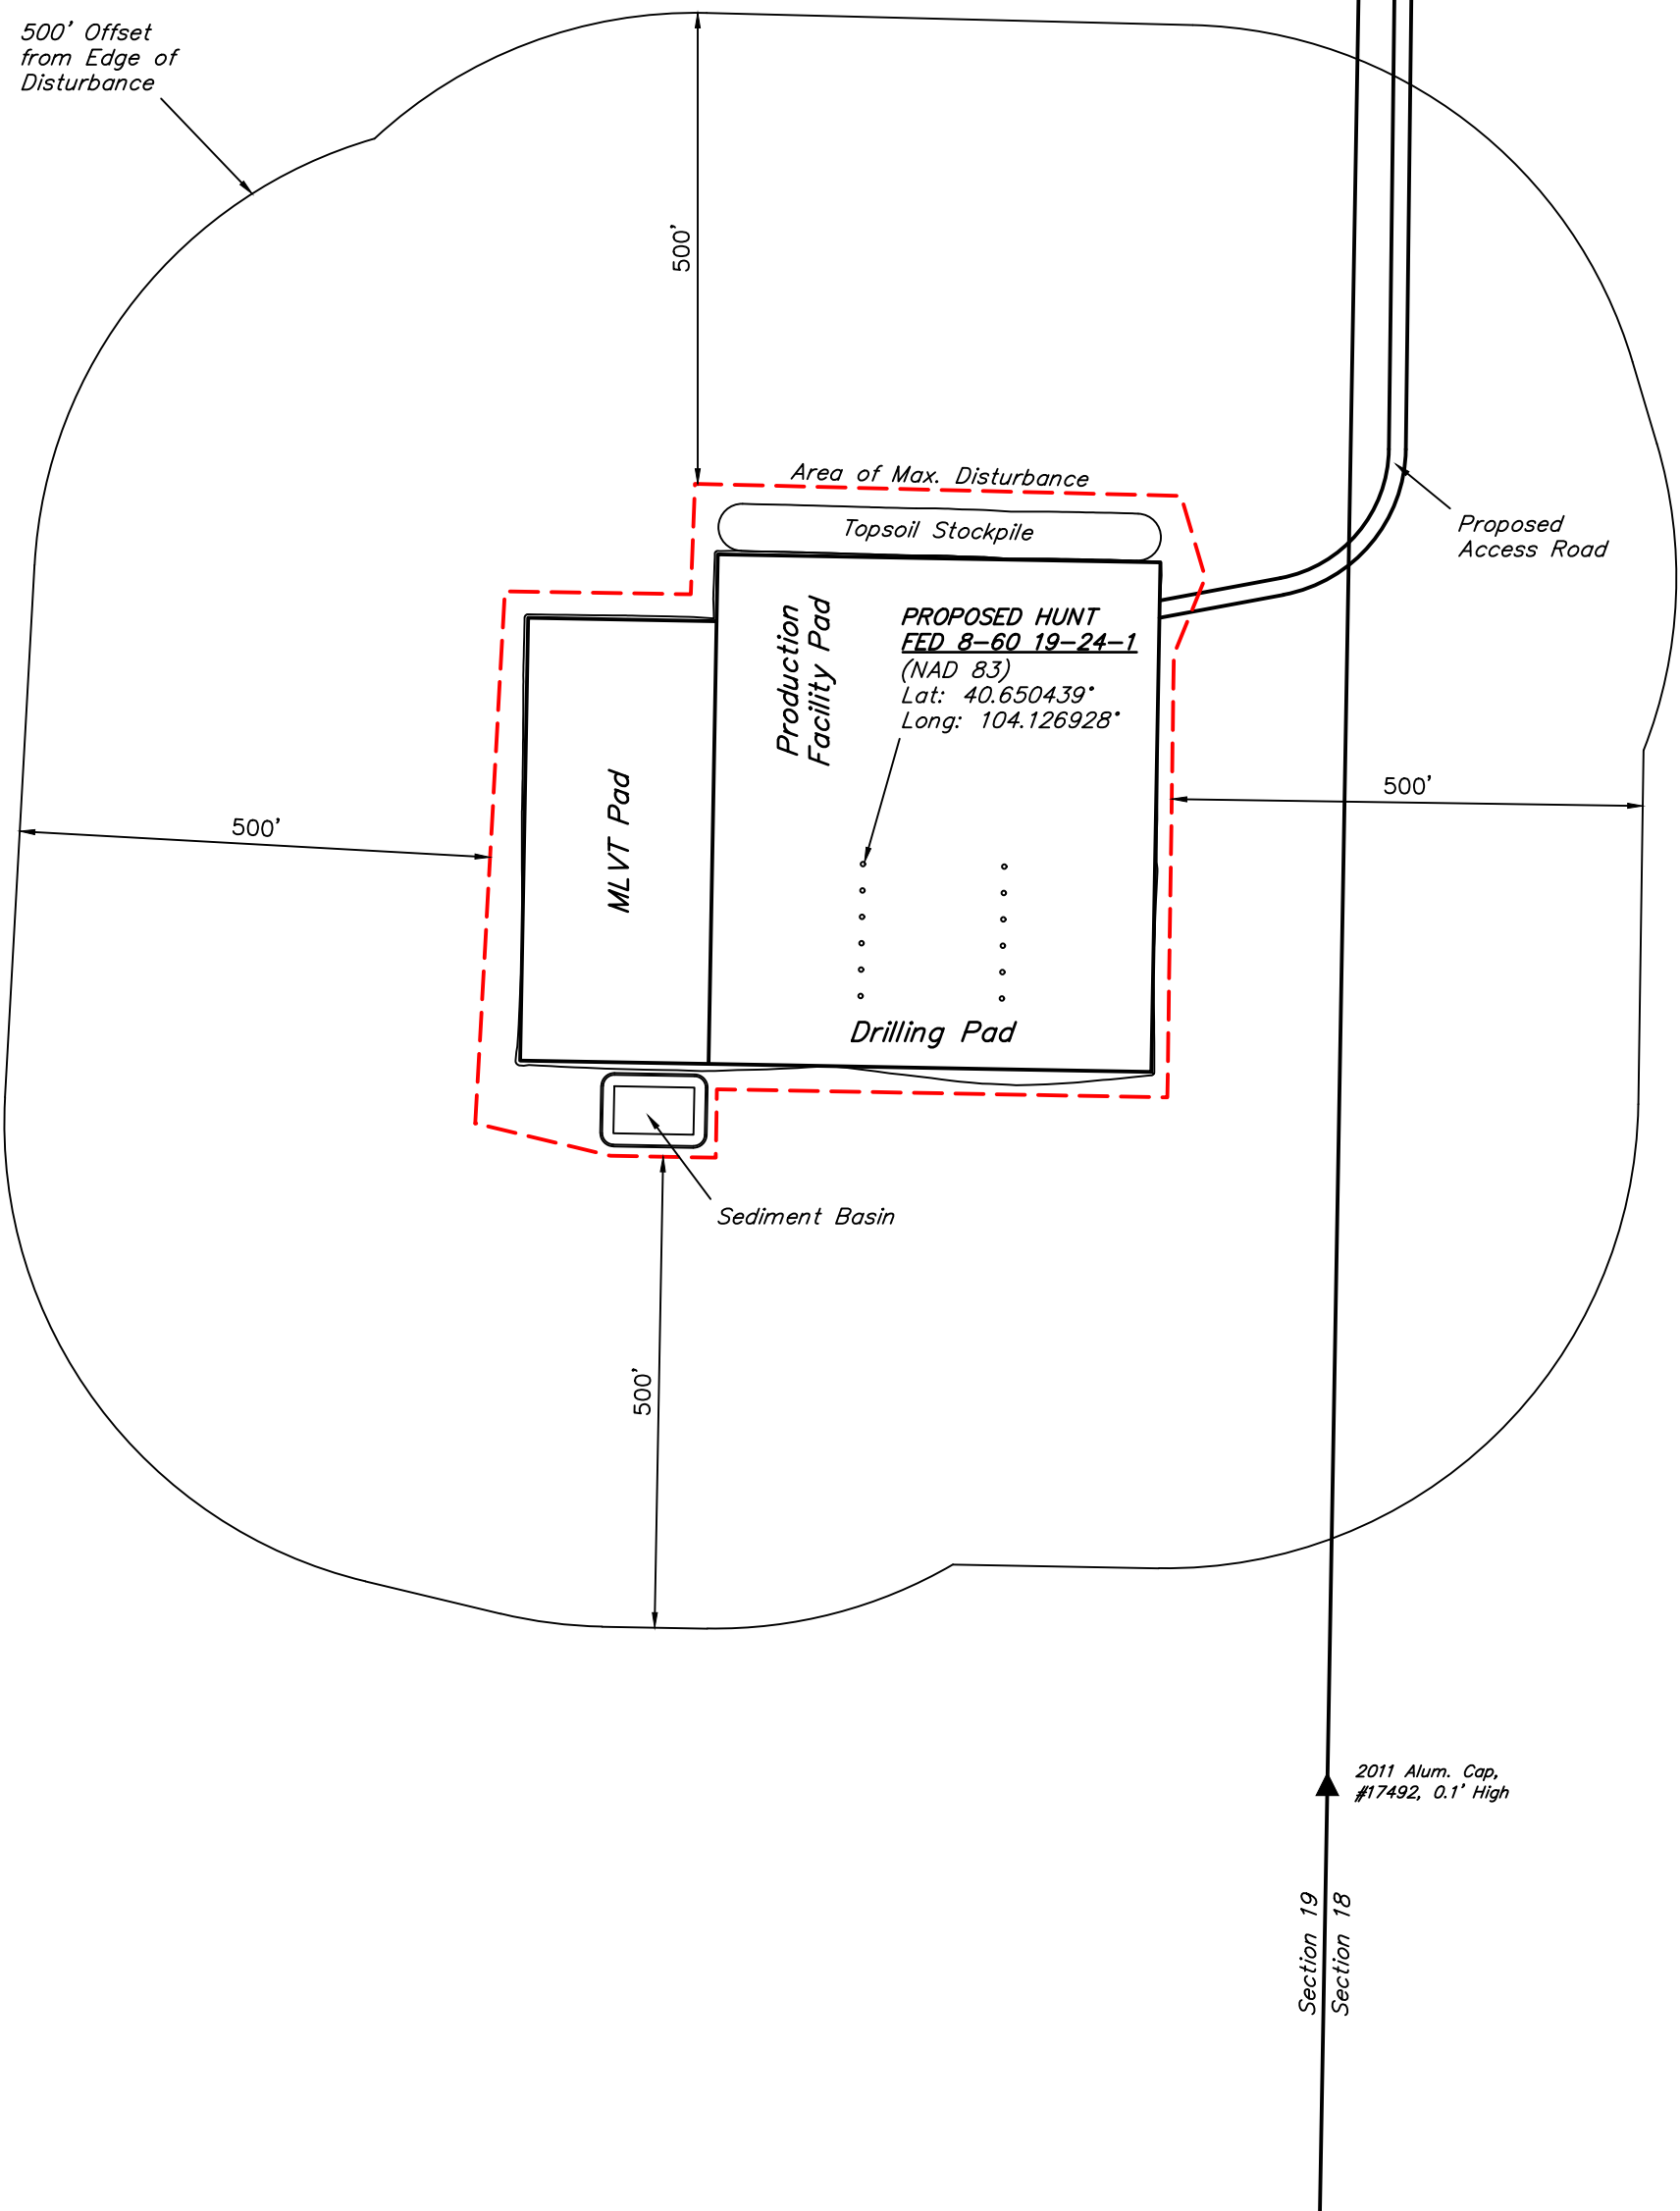 500' Offset
from Edge of
Disturbance
500'
Area of Max. Disturbance
Topsoil Stockpile
Proposed
Access Road
Production
Facility Pad
PROPOSED HUNT
FED 8-60 19-24-1
(NAD 83)
Lat: 40.650439°
Long: 104.126928°
MLVT Pad
500'
500'
Drilling Pad
Sediment Basin
500'
2011 Alum. Cap,
#17492, 0.1' High
Section 19
Section 18